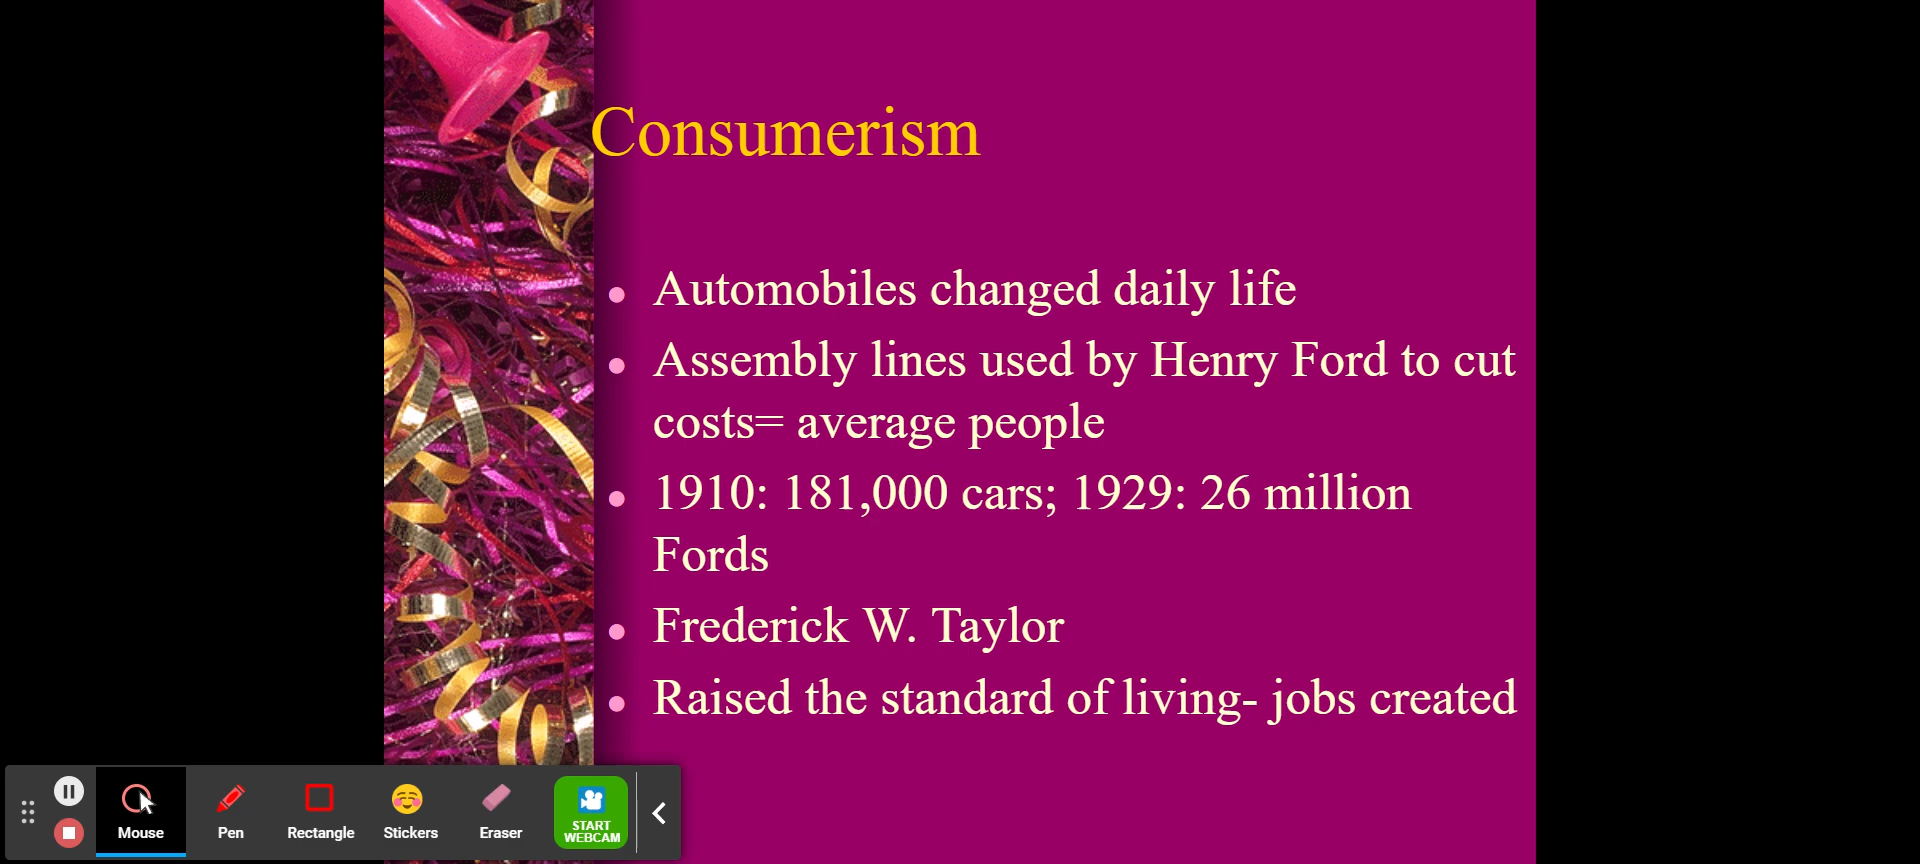 Consumerism
• Automobiles changed daily life
• Assembly lines used by Henry Ford to cut
costs= average people
• 1910: 181,000 cars; 1929: 26 million
Fords
• Frederick W. Taylor
• Raised the standard of living- jobs created
Mouse
Pen
Rectangle
Stickers
Eraser
START
WEBCAM